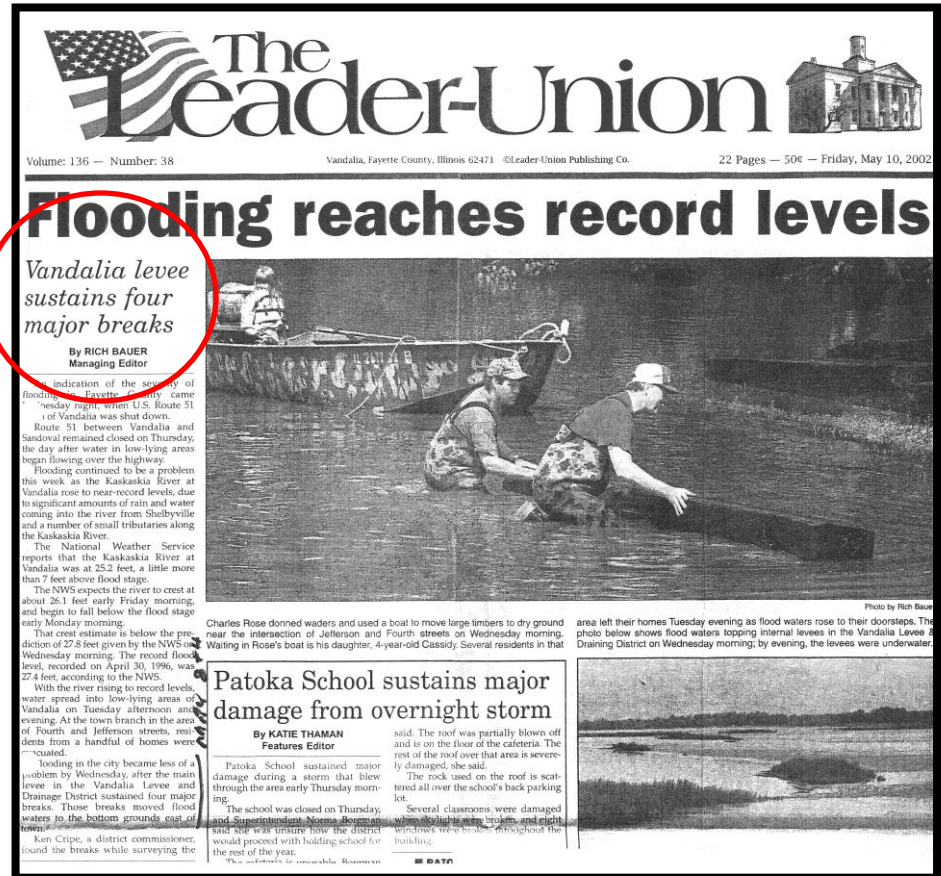 The
Leader-Union
Volume: 136 — Number: 38
Vandalia, Fayette County, Illinois 62471 ©Leader-Union Publishing Co.
22 Pages — 50¢ — Friday, May 10, 2002
Flooding reaches record levels
Vandalia levee
sustains four
major breaks
By RICH BAUER
Managing Editor
indication of the severity of
flooding in Fayette County came
nesday night, when U.S. Route 51
of Vandalia was shut down.
Route 51 between Vandalia and
Sandoval remained closed on Thursday,
the day after water in low-lying areas
began flowing over the highway.
Flooding continued to be a problem
this week as the Kaskaskia River at
Vandalia rose to near-record levels, due
to significant amounts of rain and water
coming into the river from Shelbyville
and a number of small tributaries along
the Kaskaskia River.
The National Weather Service
reports that the Kaskaskia River at
Vandalia was at 25.2 feet, a little more
than 7 feet above flood stage.
The NWS expects the river to crest at
about 26.1 feet early Friday morning,
and begin to fall below the flood stage
early Monday morning.
That crest estimate is below the pre-
diction of 27.8 feet given by the NWS on
Wednesday morning. The record flood
level, recorded on April 30, 1996, was
27.4 feet, according to the NWS.
With the river rising to record levels,
water spread into low-lying areas of
Vandalia on Tuesday afternoon and
evening. At the town branch in the area
of Fourth and Jefferson streets, resi-
dents from a handful of homes were
evacuated.
looding in the city became less of a
problem by Wednesday, after the main
levee in the Vandalia Levee and
Drainage District sustained four major
breaks. Those breaks moved flood
waters to the bottom grounds east of
town.
Ken Cripe, a district commissioner,
found the breaks while surveying the
Photo by Rich Baue
Charles Rose donned waders and used a boat to move large timbers to dry ground
near the intersection of Jefferson and Fourth streets on Wednesday morning.
Waiting in Rose's boat is his daughter, 4-year-old Cassidy. Several residents in that
area left their homes Tuesday evening as flood waters rose to their doorsteps. The
photo below shows flood waters topping internal levees in the Vandalia Levee &
Draining District on Wednesday morning; by evening, the levees were underwater.
Patoka School sustains major
damage from overnight storm
By KATIE THAMAN
Features Editor
Patoka School sustained major
damage during a storm that blew
through the area early Thursday morn-
ing.
The school was closed on Thursday,
and Superintendent Norma Borgman
said she was unsure how the district
would proceed with holding school for
the rest of the year.
The cafeteria is unusable, Borgman
said. The roof was partially blown off
and is on the floor of the cafeteria. The
rest of the roof over that area is severe-
ly damaged, she said.
The rock used on the roof is scat-
tered all over the school's back parking
lot.
Several classrooms were damaged
when skylights were broken, and eight
windows were broken throughout the
building.